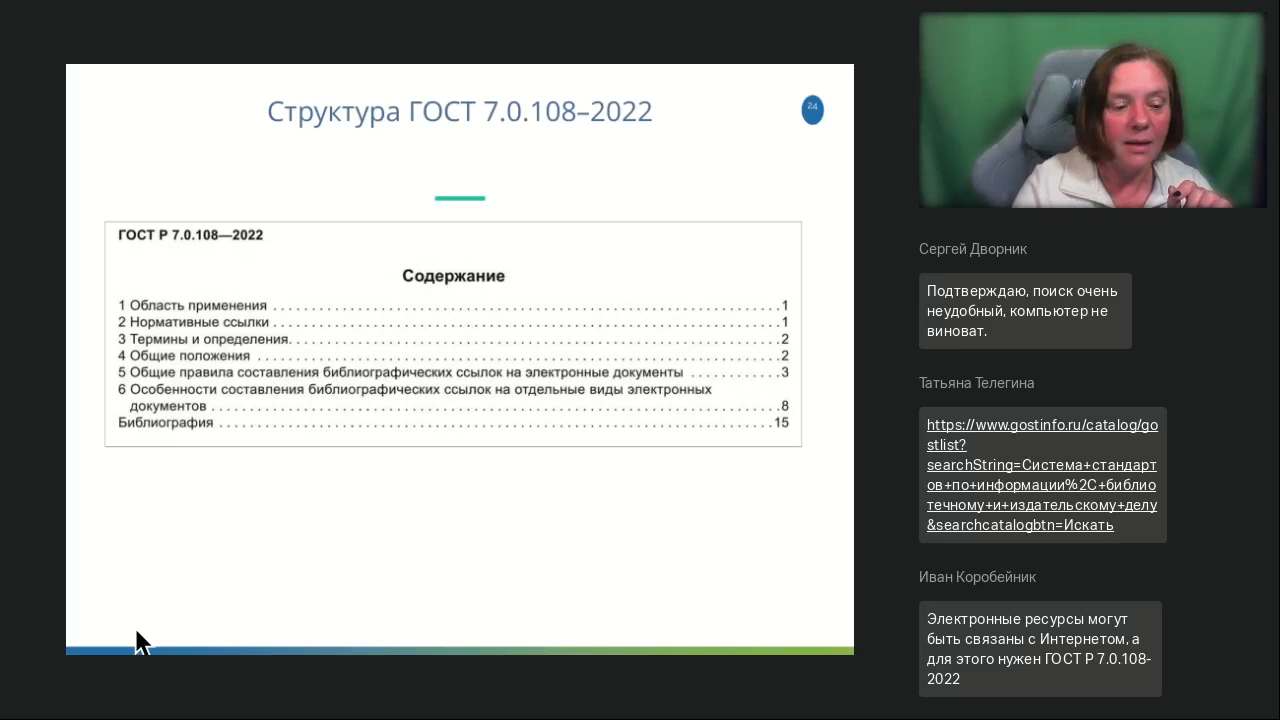 Структура ГОСТ 7.0.108–2022
24
ГОСТ Р 7.0.108—2022
Содержание
1 Область применения . . . . . . . . . . . . . . . . . . . . . . . . . . . . . . . . . . . . . . . . 1
2 Нормативные ссылки . . . . . . . . . . . . . . . . . . . . . . . . . . . . . . . . . . . . . . . . 1
3 Термины и определения. . . . . . . . . . . . . . . . . . . . . . . . . . . . . . . . . . . . . . . 2
4 Общие положения . . . . . . . . . . . . . . . . . . . . . . . . . . . . . . . . . . . . . . . . . . 2
5 Общие правила составления библиографических ссылок на электронные документы . . . . . . . . . . 3
6 Особенности составления библиографических ссылок на отдельные виды электронных
документов . . . . . . . . . . . . . . . . . . . . . . . . . . . . . . . . . . . . . . . . . . . . 8
Библиография . . . . . . . . . . . . . . . . . . . . . . . . . . . . . . . . . . . . . . . . . . . 15
Сергей Дворник
Подтверждаю, поиск очень
неудобный, компьютер не
виноват.
Татьяна Телегина
https://www.gostinfo.ru/catalog/go
stlist?
searchString=Система+стандарт
ов+по+информации%2C+библио
течному+и+издательскому+делу
&searchcatalogbtn=Искать
Иван Коробейник
Электронные ресурсы могут
быть связаны с Интернетом, а
для этого нужен ГОСТ Р 7.0.108-
2022